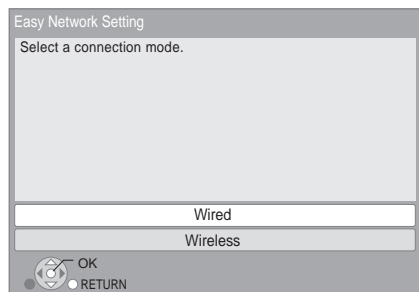 Easy Network Setting
Select a connection mode.
Wired
Wireless
OK
RETURN